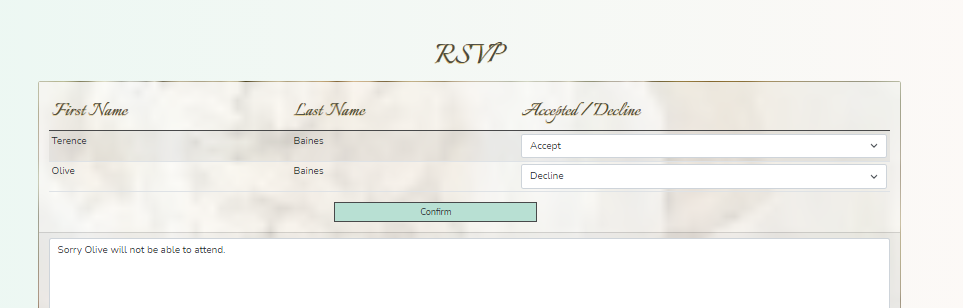 RSVP
First Name Last Name Accepted / Decline
Terence Baines Accept
Olive Baines Decline
Confirm
Sorry Olive will not be able to attend.